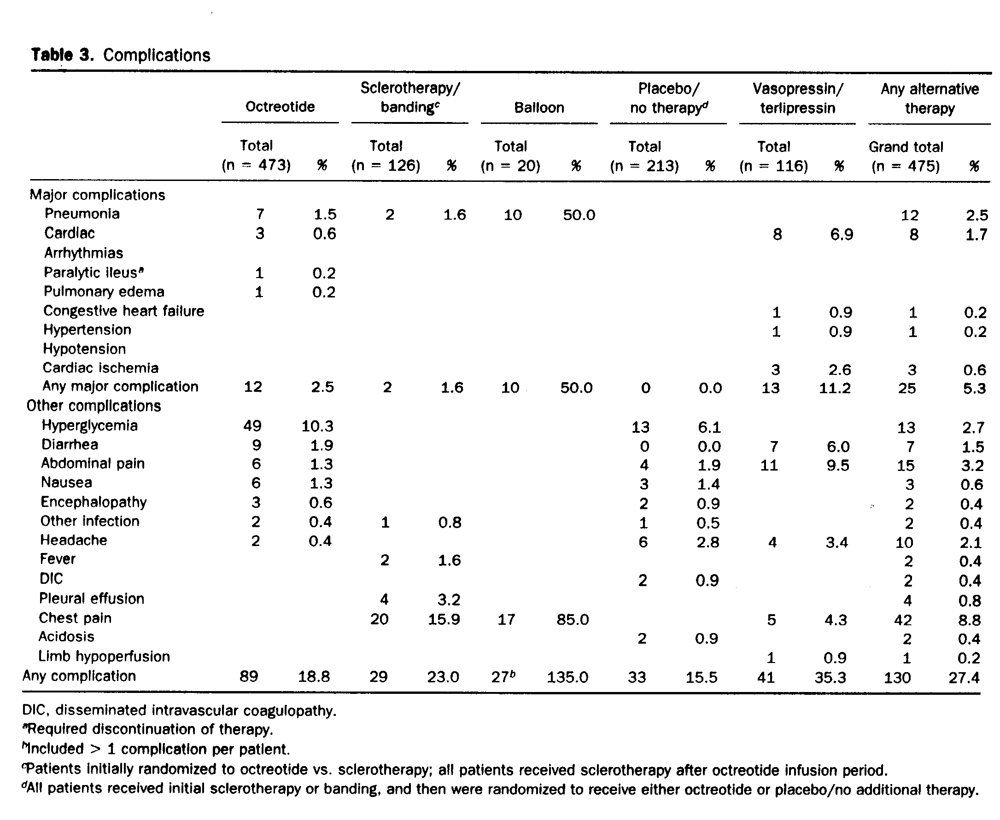 Table 3. Complications
Octreotide Sclerotherapy/ bandingᶜ Balloon Placebo/ no therapyᵈ Vasopressin/ terlipressin Any alternative therapy
Total (n = 473) % Total (n = 126) % Total (n = 20) % Total (n = 213) % Total (n = 116) % Grand total (n = 475) %
Major complications
Pneumonia 7 1.5 2 1.6 10 50.0 12 2.5
Cardiac 3 0.6 8 6.9 8 1.7
Arrhythmias
Paralytic ileusᵃ 1 0.2
Pulmonary edema 1 0.2
Congestive heart failure 1 0.9 1 0.2
Hypertension 1 0.9 1 0.2
Hypotension
Cardiac ischemia 3 2.6 3 0.6
Any major complication 12 2.5 2 1.6 10 50.0 0 0.0 13 11.2 25 5.3
Other complications
Hyperglycemia 49 10.3 13 6.1 13 2.7
Diarrhea 9 1.9 0 0.0 7 6.0 7 1.5
Abdominal pain 6 1.3 4 1.9 11 9.5 15 3.2
Nausea 6 1.3 3 1.4 3 0.6
Encephalopathy 3 0.6 2 0.9 2 0.4
Other infection 2 0.4 1 0.8 1 0.5 2 0.4
Headache 2 0.4 6 2.8 4 3.4 10 2.1
Fever 2 1.6 2 0.4
DIC 2 0.9 2 0.4
Pleural effusion 4 3.2 4 0.8
Chest pain 20 15.9 17 85.0 5 4.3 42 8.8
Acidosis 2 0.9 2 0.4
Limb hypoperfusion 1 0.9 1 0.2
Any complication 89 18.8 29 23.0 27ᵇ 135.0 33 15.5 41 35.3 130 27.4
DIC, disseminated intravascular coagulopathy.
ᵃRequired discontinuation of therapy.
ᵇIncluded > 1 complication per patient.
ᶜPatients initially randomized to octreotide vs. sclerotherapy; all patients received sclerotherapy after octreotide infusion period.
ᵈAll patients received initial sclerotherapy or banding, and then were randomized to receive either octreotide or placebo/no additional therapy.